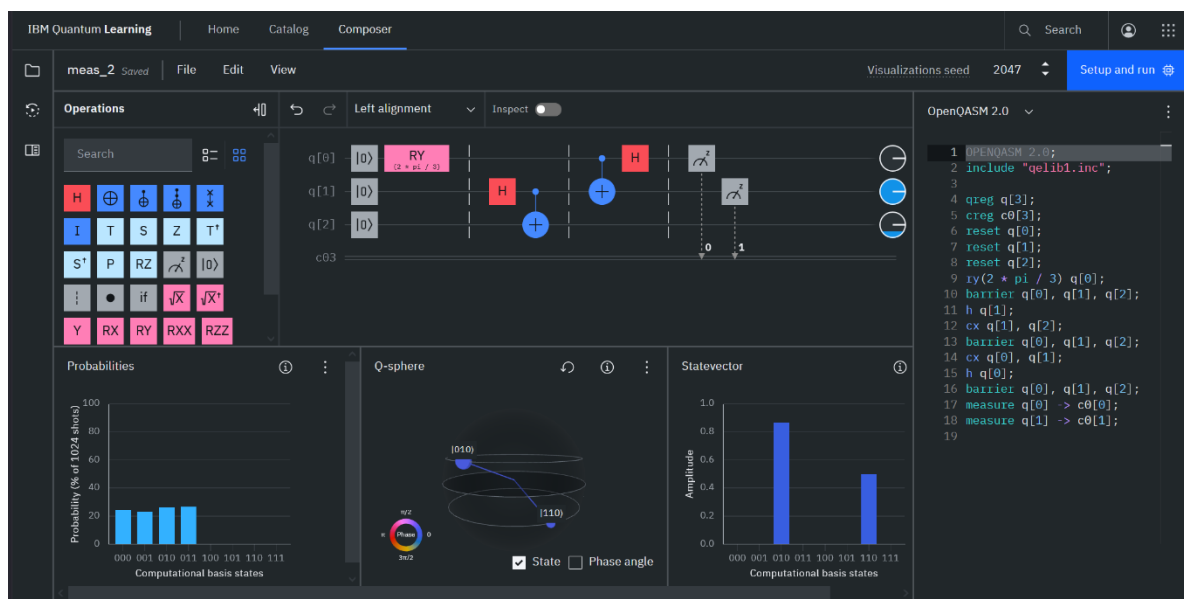 IBM Quantum Learning Home Catalog Composer Search
meas_2 Saved File Edit View Visualizations seed 2047 Setup and run
Operations Left alignment Inspect OpenQASM 2.0
Search
H T S Z T†
I
S† P RZ z |0⟩
if √X √X†
Y RX RY RXX RZZ
q[0] |0⟩ RY (2 * pi / 3) H z
q[1] |0⟩ H z
q[2] |0⟩
c03 0 1
1 OPENQASM 2.0;
2 include "qelib1.inc";
3
4 qreg q[3];
5 creg c0[3];
6 reset q[0];
7 reset q[1];
8 reset q[2];
9 ry(2 * pi / 3) q[0];
10 barrier q[0], q[1], q[2];
11 h q[1];
12 cx q[1], q[2];
13 barrier q[0], q[1], q[2];
14 cx q[0], q[1];
15 h q[0];
16 barrier q[0], q[1], q[2];
17 measure q[0] -> c0[0];
18 measure q[1] -> c0[1];
19
Probabilities
Probability (% of 1024 shots)
100
80
60
40
20
0
000 001 010 011 100 101 110 111
Computational basis states
Q-sphere
|010⟩
|110⟩
π/2
π Phase 0
3π/2
State Phase angle
Statevector
Amplitude
1.0
0.8
0.6
0.4
0.2
0.0
000 001 010 011 100 101 110 111
Computational basis states